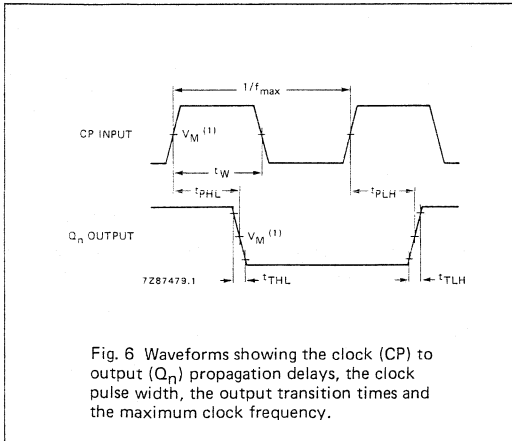 1/fmax
CP INPUT
VM (1)
tW
tPHL
tPLH
Qn OUTPUT
VM (1)
7Z87479.1
tTHL
tTLH
Fig. 6 Waveforms showing the clock (CP) to
output (Qn) propagation delays, the clock
pulse width, the output transition times and
the maximum clock frequency.